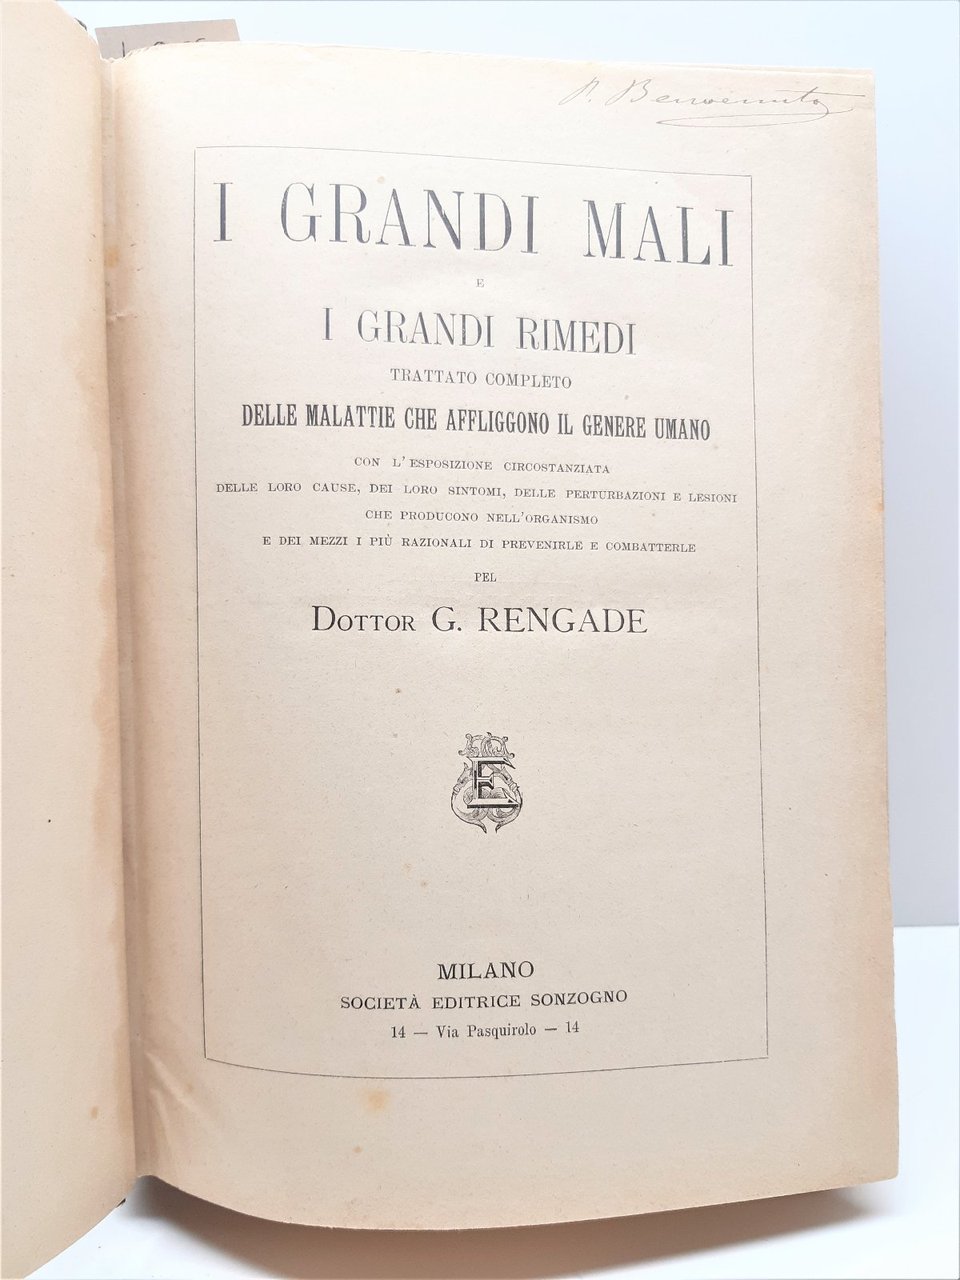 P. Benvenuto
I GRANDI MALI
E
I GRANDI RIMEDI
TRATTATO COMPLETO
DELLE MALATTIE CHE AFFLIGGONO IL GENERE UMANO
CON L'ESPOSIZIONE CIRCOSTANZIATA
DELLE LORO CAUSE, DEI LORO SINTOMI, DELLE PERTURBAZIONI E LESIONI
CHE PRODUCONO NELL'ORGANISMO
E DEI MEZZI I PIÙ RAZIONALI DI PREVENIRLE E COMBATTERLE
PEL
DOTTOR G. RENGADE
E
MILANO
SOCIETÀ EDITRICE SONZOGNO
14 — Via Pasquirolo — 14